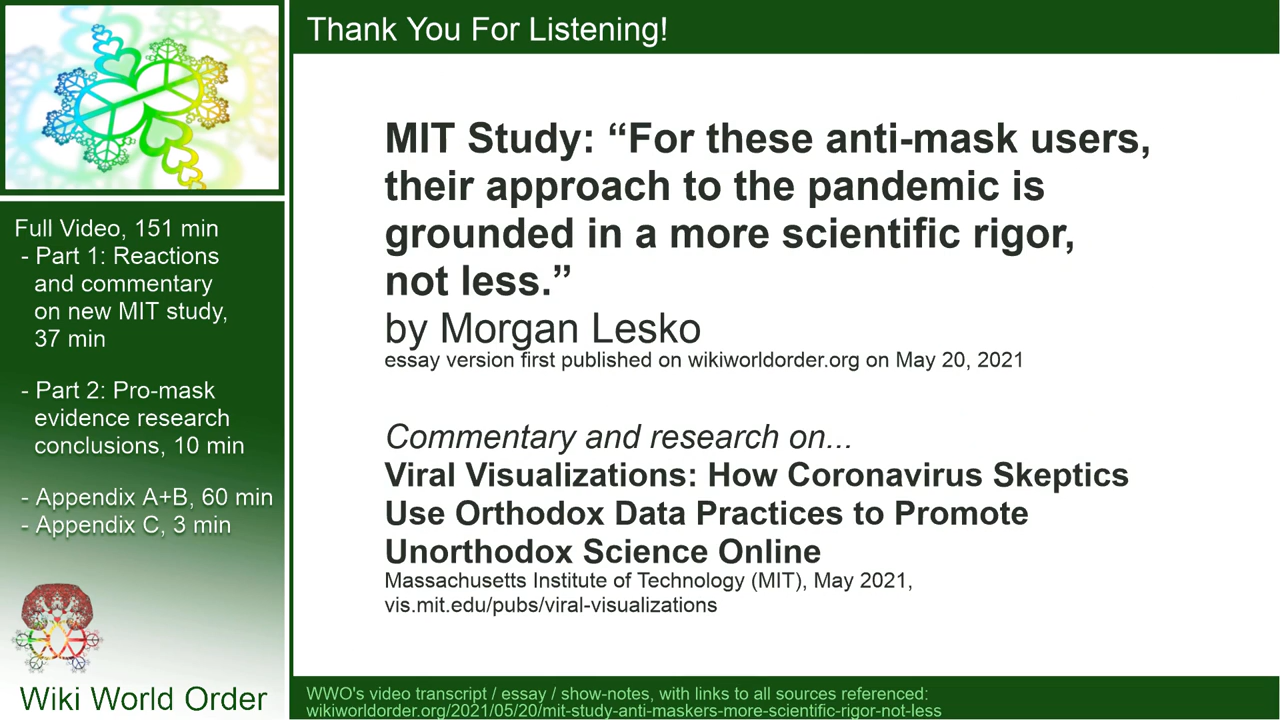 Thank You For Listening!
Full Video, 151 min
- Part 1: Reactions
and commentary
on new MIT study,
37 min
- Part 2: Pro-mask
evidence research
conclusions, 10 min
- Appendix A+B, 60 min
- Appendix C, 3 min
Wiki World Order
MIT Study: “For these anti-mask users,
their approach to the pandemic is
grounded in a more scientific rigor,
not less.”
by Morgan Lesko
essay version first published on wikiworldorder.org on May 20, 2021
Commentary and research on...
Viral Visualizations: How Coronavirus Skeptics
Use Orthodox Data Practices to Promote
Unorthodox Science Online
Massachusetts Institute of Technology (MIT), May 2021,
vis.mit.edu/pubs/viral-visualizations
WWO's video transcript / essay / show-notes, with links to all sources referenced:
wikiworldorder.org/2021/05/20/mit-study-anti-maskers-more-scientific-rigor-not-less